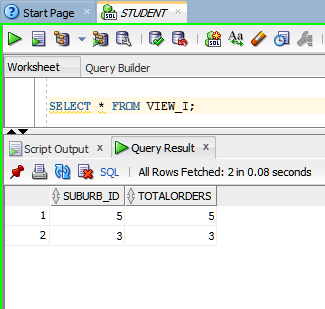 Start Page STUDENT
Worksheet Query Builder
SELECT * FROM VIEW_I;
Script Output Query Result
SQL All Rows Fetched: 2 in 0.08 seconds
SUBURB_ID TOTALORDERS
1 5 5
2 3 3